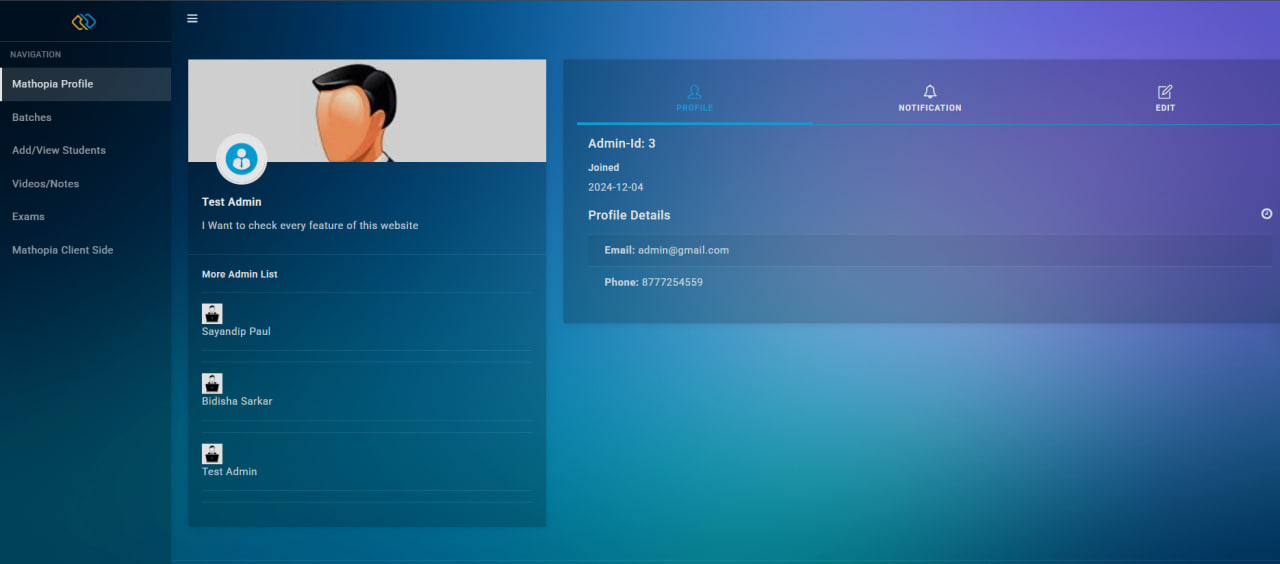 NAVIGATION
Mathopia Profile
Batches
Add/View Students
Videos/Notes
Exams
Mathopia Client Side
Test Admin
I Want to check every feature of this website
More Admin List
Sayandip Paul
Bidisha Sarkar
Test Admin
PROFILE
NOTIFICATION
EDIT
Admin-Id: 3
Joined
2024-12-04
Profile Details
Email: admin@gmail.com
Phone: 8777254559